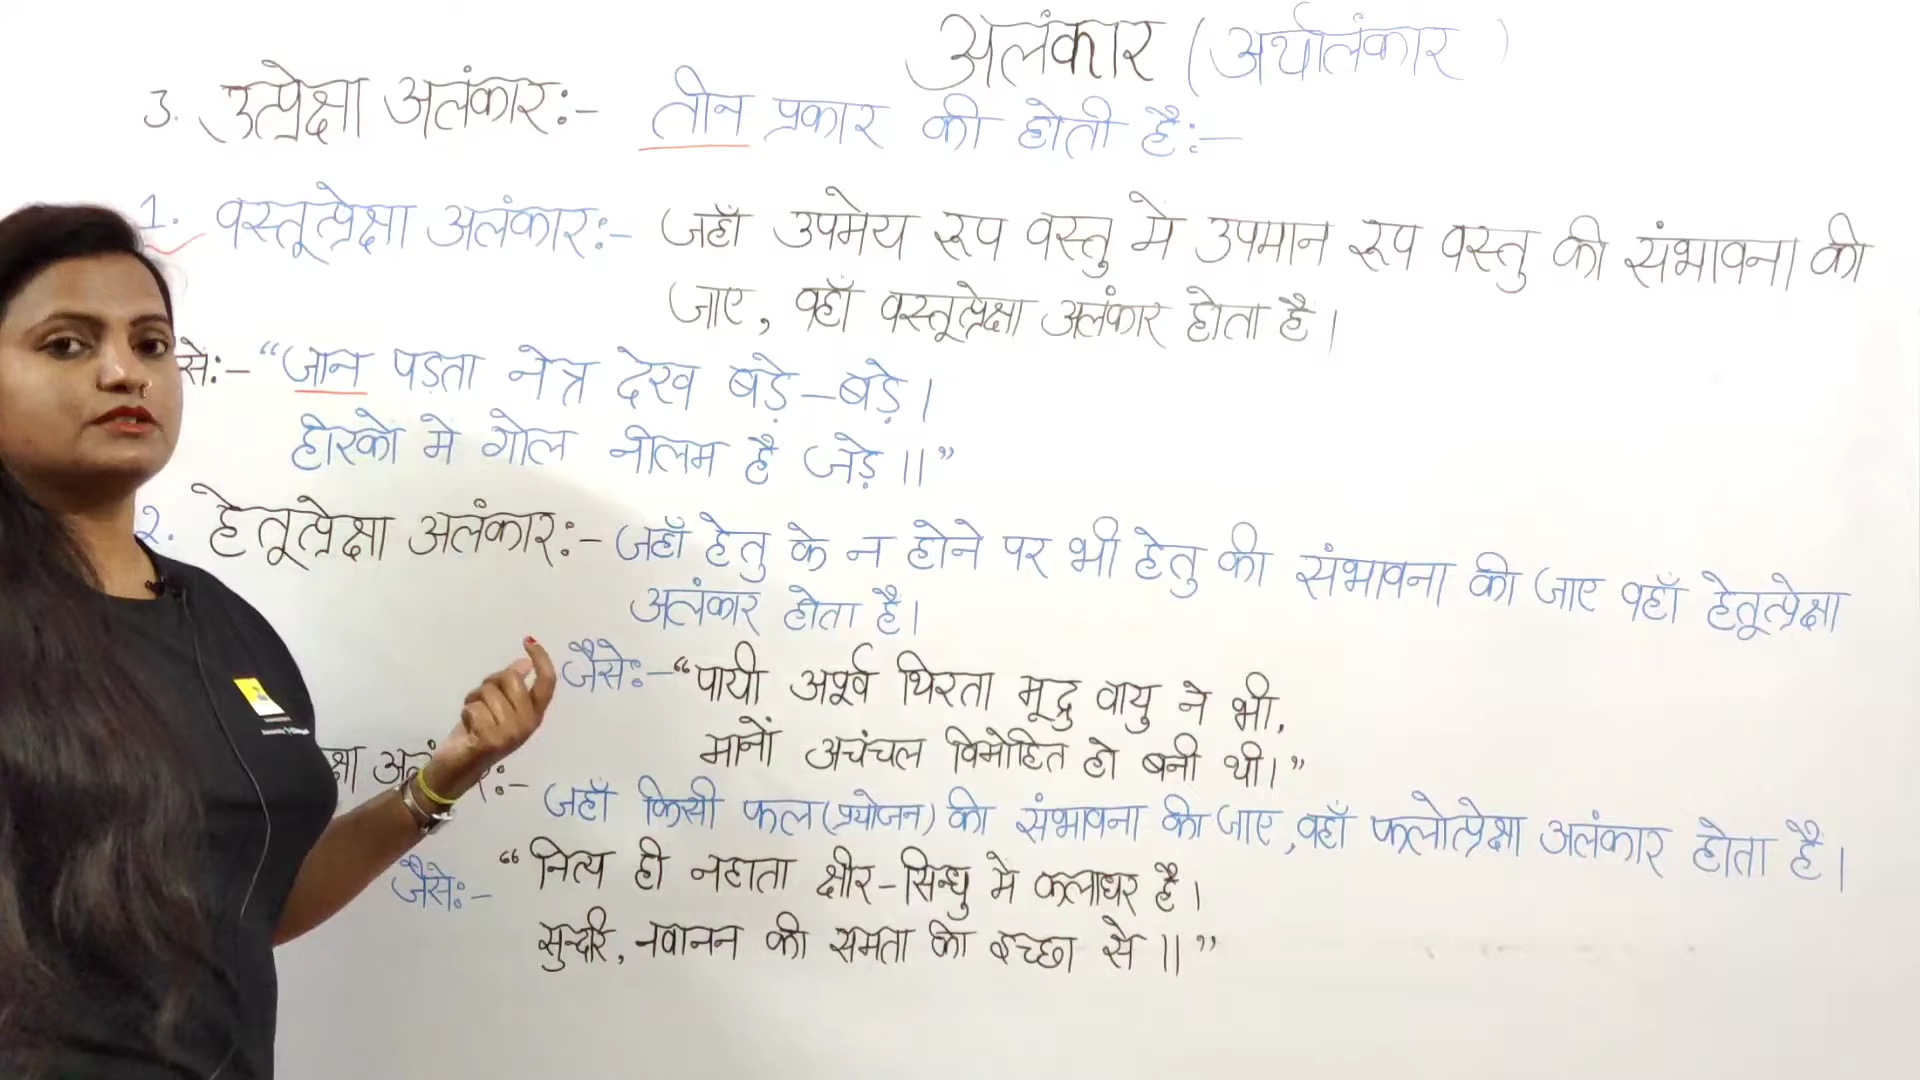 अलंकार (अर्थालंकार)
3. उत्प्रेक्षा अलंकार:- तीन प्रकार की होती है:-
1. वस्तूत्प्रेक्षा अलंकार:- जहाँ उपमेय रूप वस्तु मे उपमान रूप वस्तु की संभावना की
जाए, वहाँ वस्तूत्प्रेक्षा अलंकार होता है।
से:- “जान पड़ता नेत्र देख बड़े-बड़े।
हीरको मे गोल नीलम है जड़े॥”
2. हेतूत्प्रेक्षा अलंकार:- जहाँ हेतु के न होने पर भी हेतु की संभावना की जाए वहाँ हेतूत्प्रेक्षा
अलंकार होता है।
जैसे:- “पायी अपूर्व थिरता मृदु वायु ने भी,
मानों अचंचल विमोहित हो बनी थी।”
क्षा अलंकार:- जहाँ किसी फल (प्रयोजन) की संभावना की जाए, वहाँ फलोत्प्रेक्षा अलंकार होता है।
जैसे:- “नित्य ही नहाता क्षीर-सिन्धु मे कलाधर है।
सुन्दरि, नवानन की समता की इच्छा से॥”